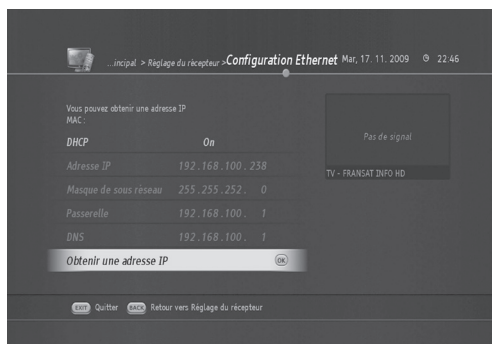 ...incipal > Règlage du rècepteur > Configuration Ethernet Mar, 17. 11. 2009 22:46
Vous pouvez obtenir une adresse IP
MAC :
DHCP On
Adresse IP 192.168.100.238
Masque de sous rèseau 255.255.252. 0
Passerelle 192.168.100. 1
DNS 192.168.100. 1
Obtenir une adresse IP OK
Pas de signal
TV - FRANSAT INFO HD
EXIT Quitter BACK Retour vers Réglage du récepteur